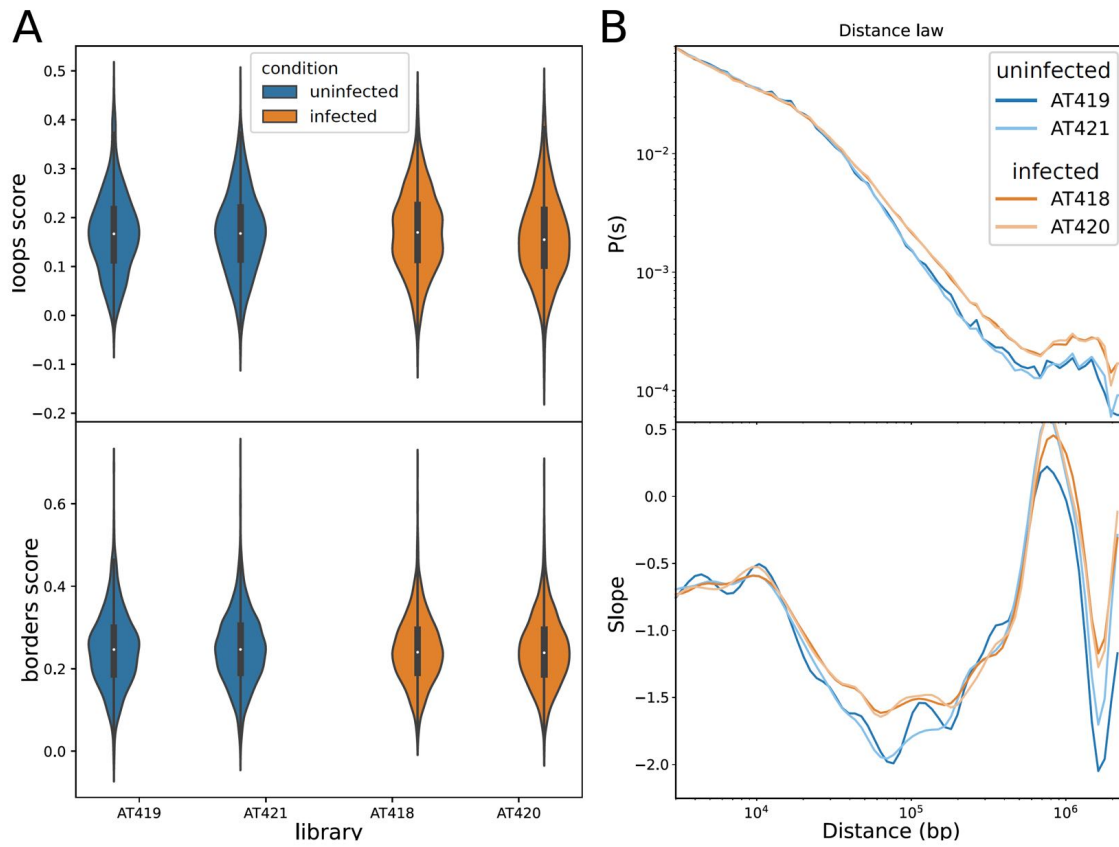 A
condition
uninfected
infected
loops score
0.5
0.4
0.3
0.2
0.1
0.0
−0.1
−0.2
borders score
0.6
0.4
0.2
0.0
AT419
AT421
AT418
AT420
library
B
Distance law
uninfected
AT419
AT421
infected
AT418
AT420
P(s)
10⁻²
10⁻³
10⁻⁴
Slope
0.5
0.0
−0.5
−1.0
−1.5
−2.0
10⁴
10⁵
10⁶
Distance (bp)